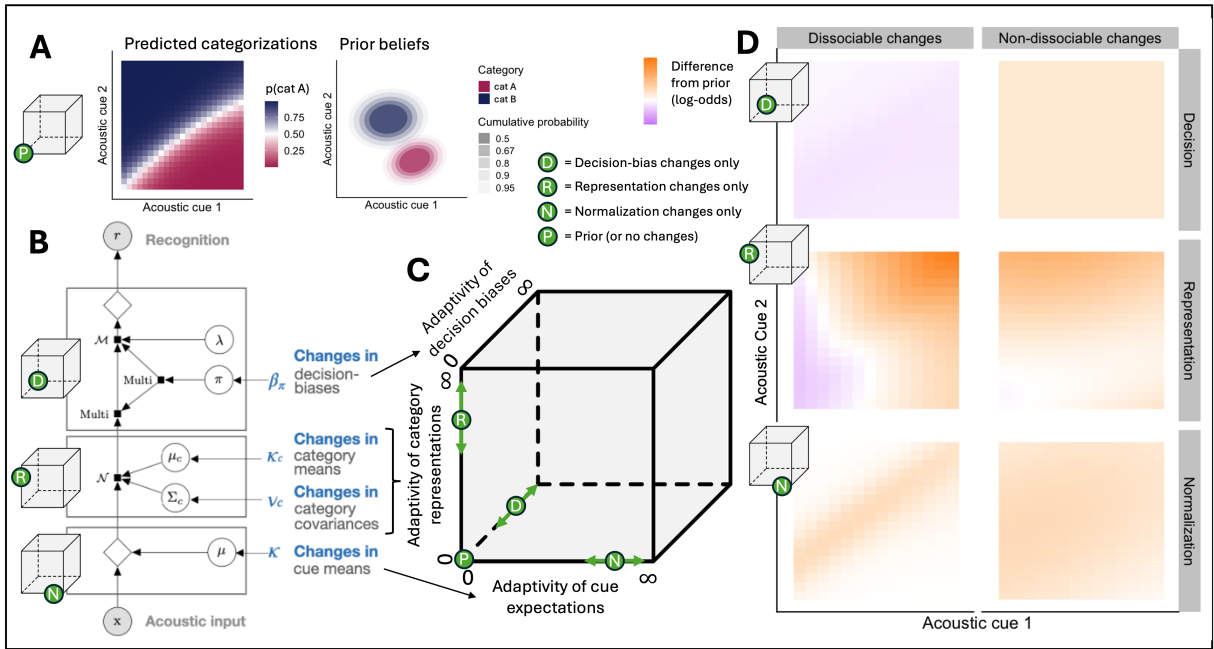 A
Predicted categorizations
Prior beliefs
P
Acoustic cue 2
Acoustic cue 1
p(cat A)
0.75
0.50
0.25
Acoustic cue 2
Acoustic cue 1
Category
cat A
cat B
Cumulative probability
0.5
0.67
0.8
0.9
0.95
Difference
from prior
(log-odds)
D = Decision-bias changes only
R = Representation changes only
N = Normalization changes only
P = Prior (or no changes)
B
r Recognition
D
M
λ
Multi
π
βπ
Changes in
decision-
biases
Multi
R
N
μc
κc
Changes in
category
means
Σc
νc
Changes in
category
covariances
N
μ
κ
Changes in
cue means
x Acoustic input
C
Adaptivity of
decision biases
∞
0
∞
Adaptivity of category
representations
R
D
P
N
0
0
∞
Adaptivity of cue
expectations
D
Dissociable changes
Non-dissociable changes
D
Decision
R
Representation
N
Normalization
Acoustic Cue 2
Acoustic cue 1